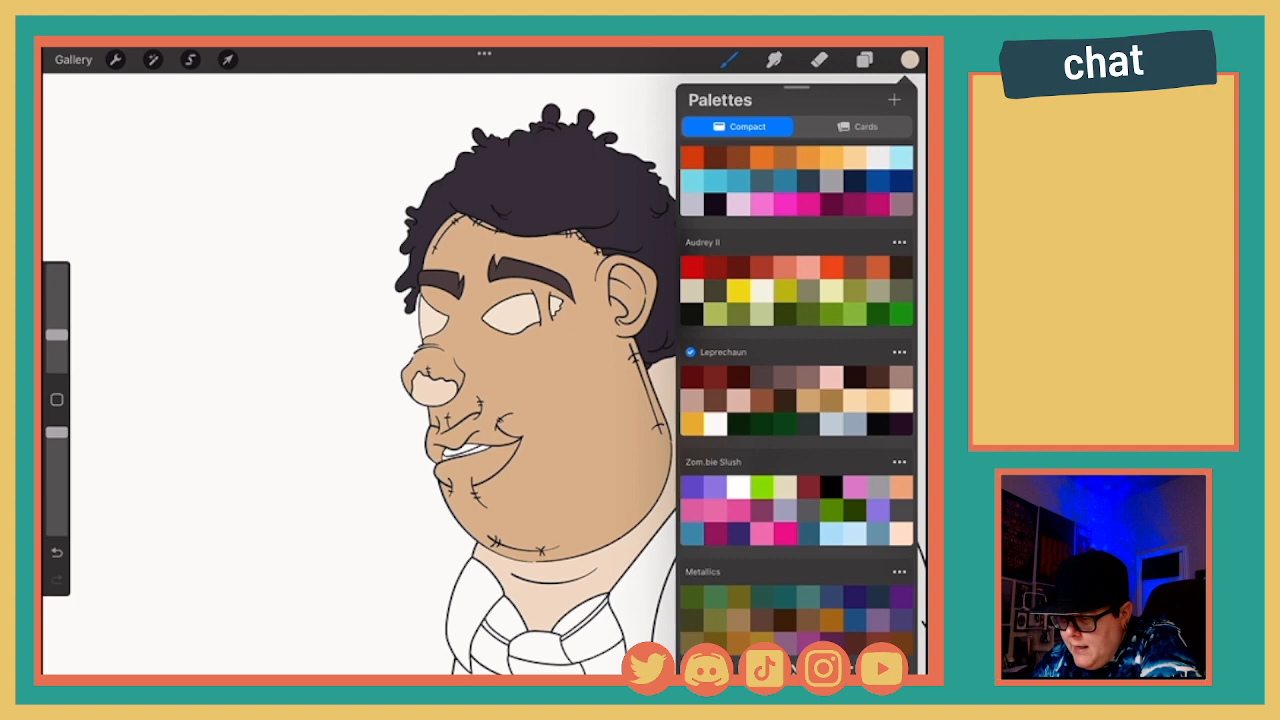 Gallery
chat
Palettes
Compact
Cards
Audrey II
Leprechaun
Zom.bie Slush
Metallics